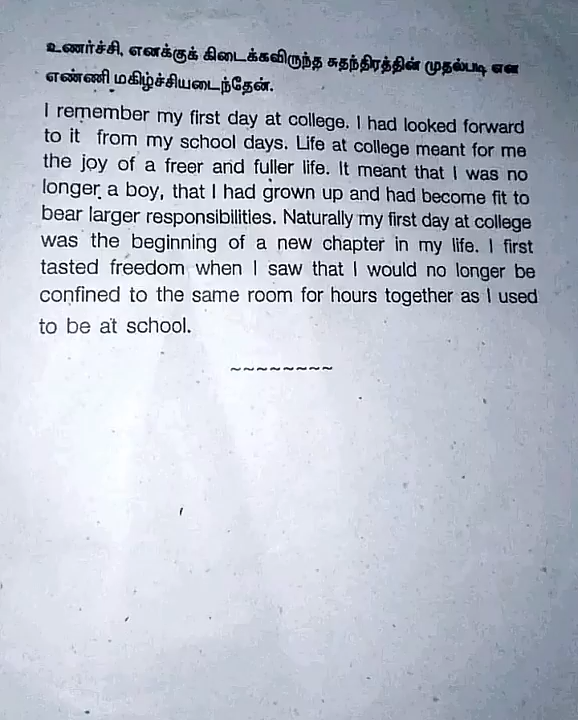 உணர்ச்சி, எனக்குக் கிடைக்கவிருந்த சுதந்திரத்தின் முதல்படி என
எண்ணி மகிழ்ச்சியடைந்தேன்.
I remember my first day at college. I had looked forward
to it from my school days. Life at college meant for me
the joy of a freer and fuller life. It meant that I was no
longer a boy, that I had grown up and had become fit to
bear larger responsibilities. Naturally my first day at college
was the beginning of a new chapter in my life. I first
tasted freedom when I saw that I would no longer be
confined to the same room for hours together as I used
to be at school.
~~~~~~~~